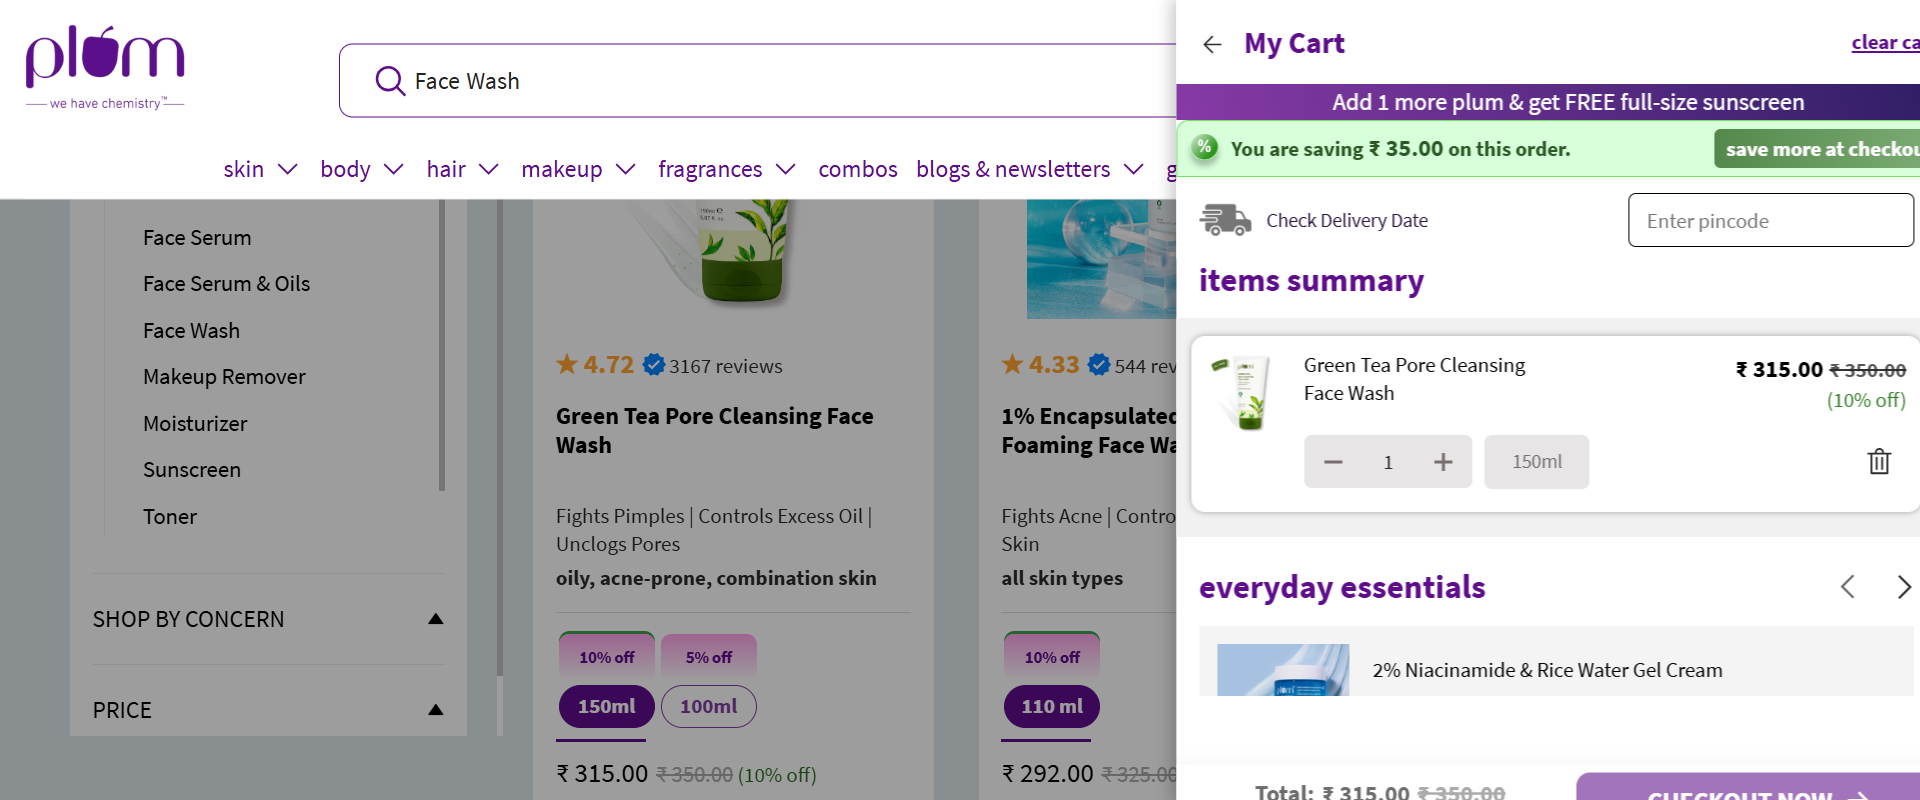 plum
we have chemistry™
Face Wash
skin
body
hair
makeup
fragrances
combos
blogs & newsletters
g
Face Serum
Face Serum & Oils
Face Wash
Makeup Remover
Moisturizer
Sunscreen
Toner
SHOP BY CONCERN
PRICE
4.72 3167 reviews
Green Tea Pore Cleansing Face
Wash
Fights Pimples | Controls Excess Oil |
Unclogs Pores
oily, acne-prone, combination skin
10% off 5% off
150ml 100ml
₹ 315.00 ₹ 350.00 (10% off)
4.33 544 rev
1% Encapsulated
Foaming Face Wa
Fights Acne | Contro
Skin
all skin types
10% off
110 ml
₹ 292.00 ₹ 325.00
My Cart
clear ca
Add 1 more plum & get FREE full-size sunscreen
% You are saving ₹ 35.00 on this order.
save more at checkou
Check Delivery Date
Enter pincode
items summary
Green Tea Pore Cleansing
Face Wash
₹ 315.00 ₹ 350.00
(10% off)
− 1 +
150ml
everyday essentials
2% Niacinamide & Rice Water Gel Cream
Total: ₹ 315.00 ₹ 350.00
CHECKOUT NOW